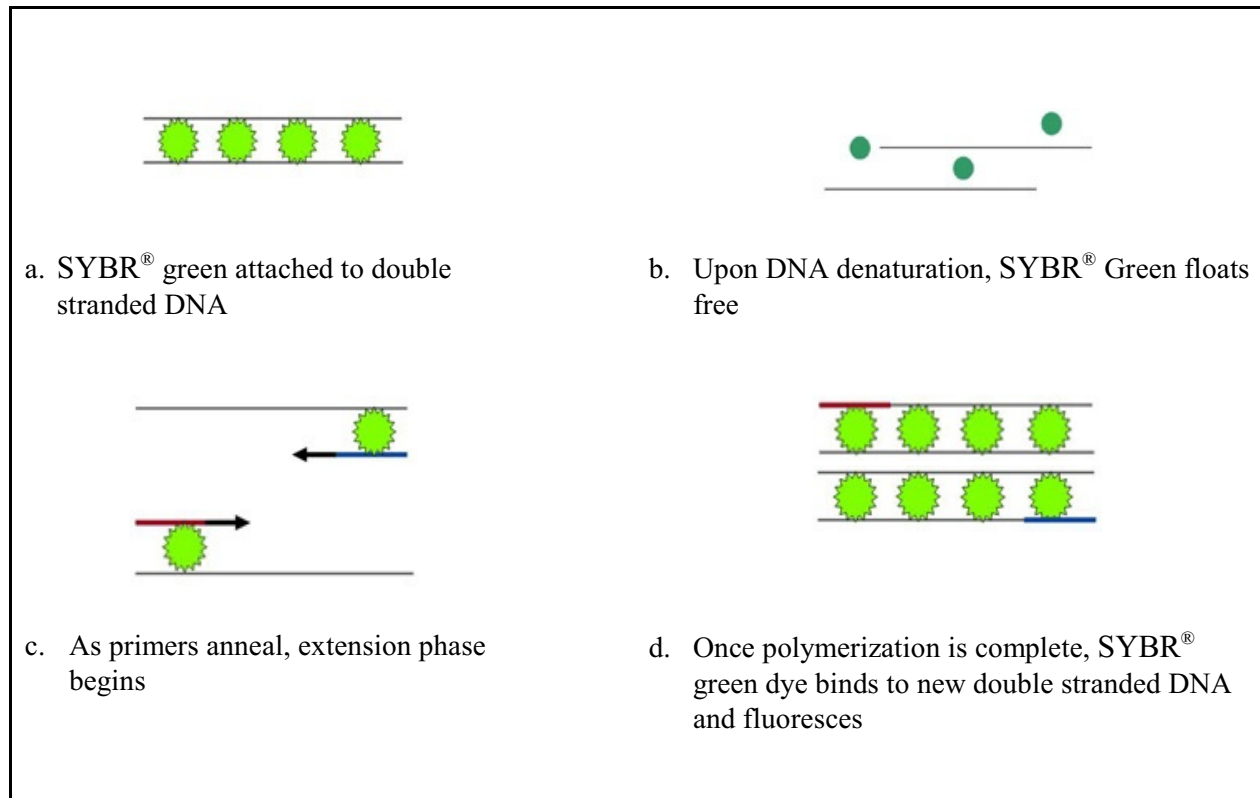 a. SYBR® green attached to double
stranded DNA
b. Upon DNA denaturation, SYBR® Green floats
free
c. As primers anneal, extension phase
begins
d. Once polymerization is complete, SYBR®
green dye binds to new double stranded DNA
and fluoresces